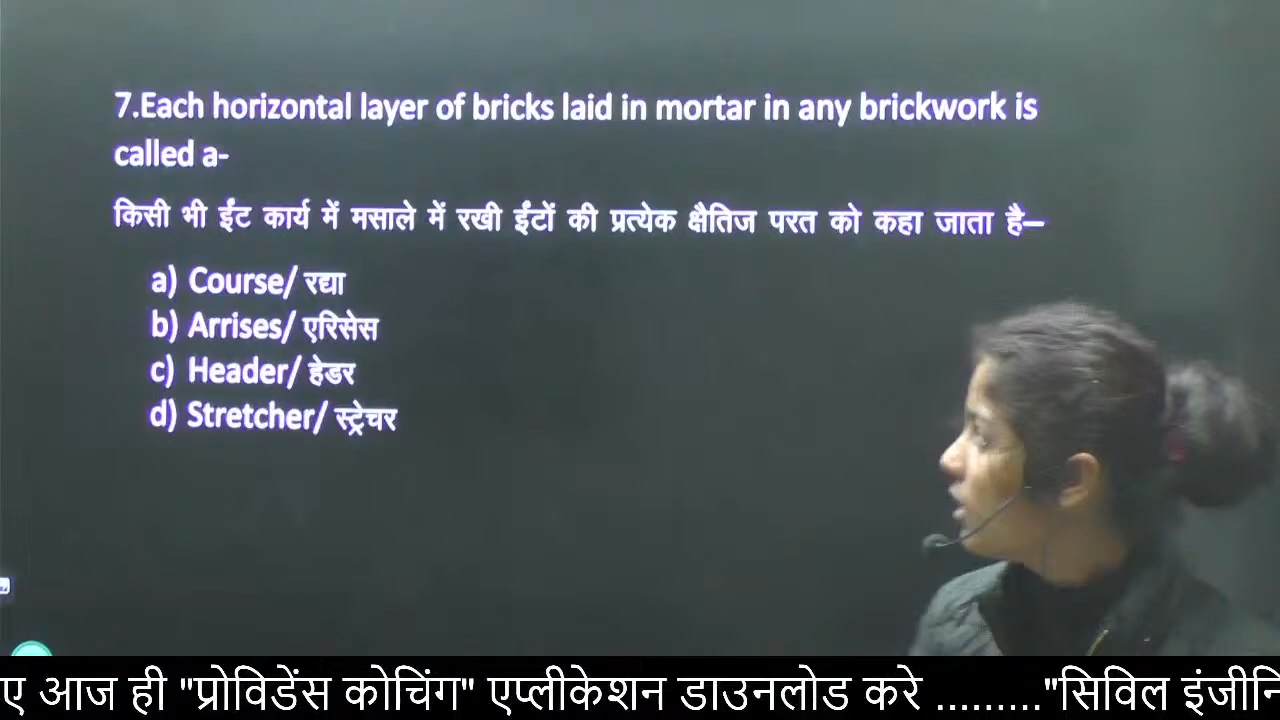 7.Each horizontal layer of bricks laid in mortar in any brickwork is
called a-
किसी भी ईंट कार्य में मसाले में रखी ईंटों की प्रत्येक क्षैतिज परत को कहा जाता है–
a) Course/ रद्या
b) Arrises/ एरिसेस
c) Header/ हेडर
d) Stretcher/ स्ट्रेचर
ए आज ही "प्रोविडेंस कोचिंग" एप्लीकेशन डाउनलोड करे ........."सिविल